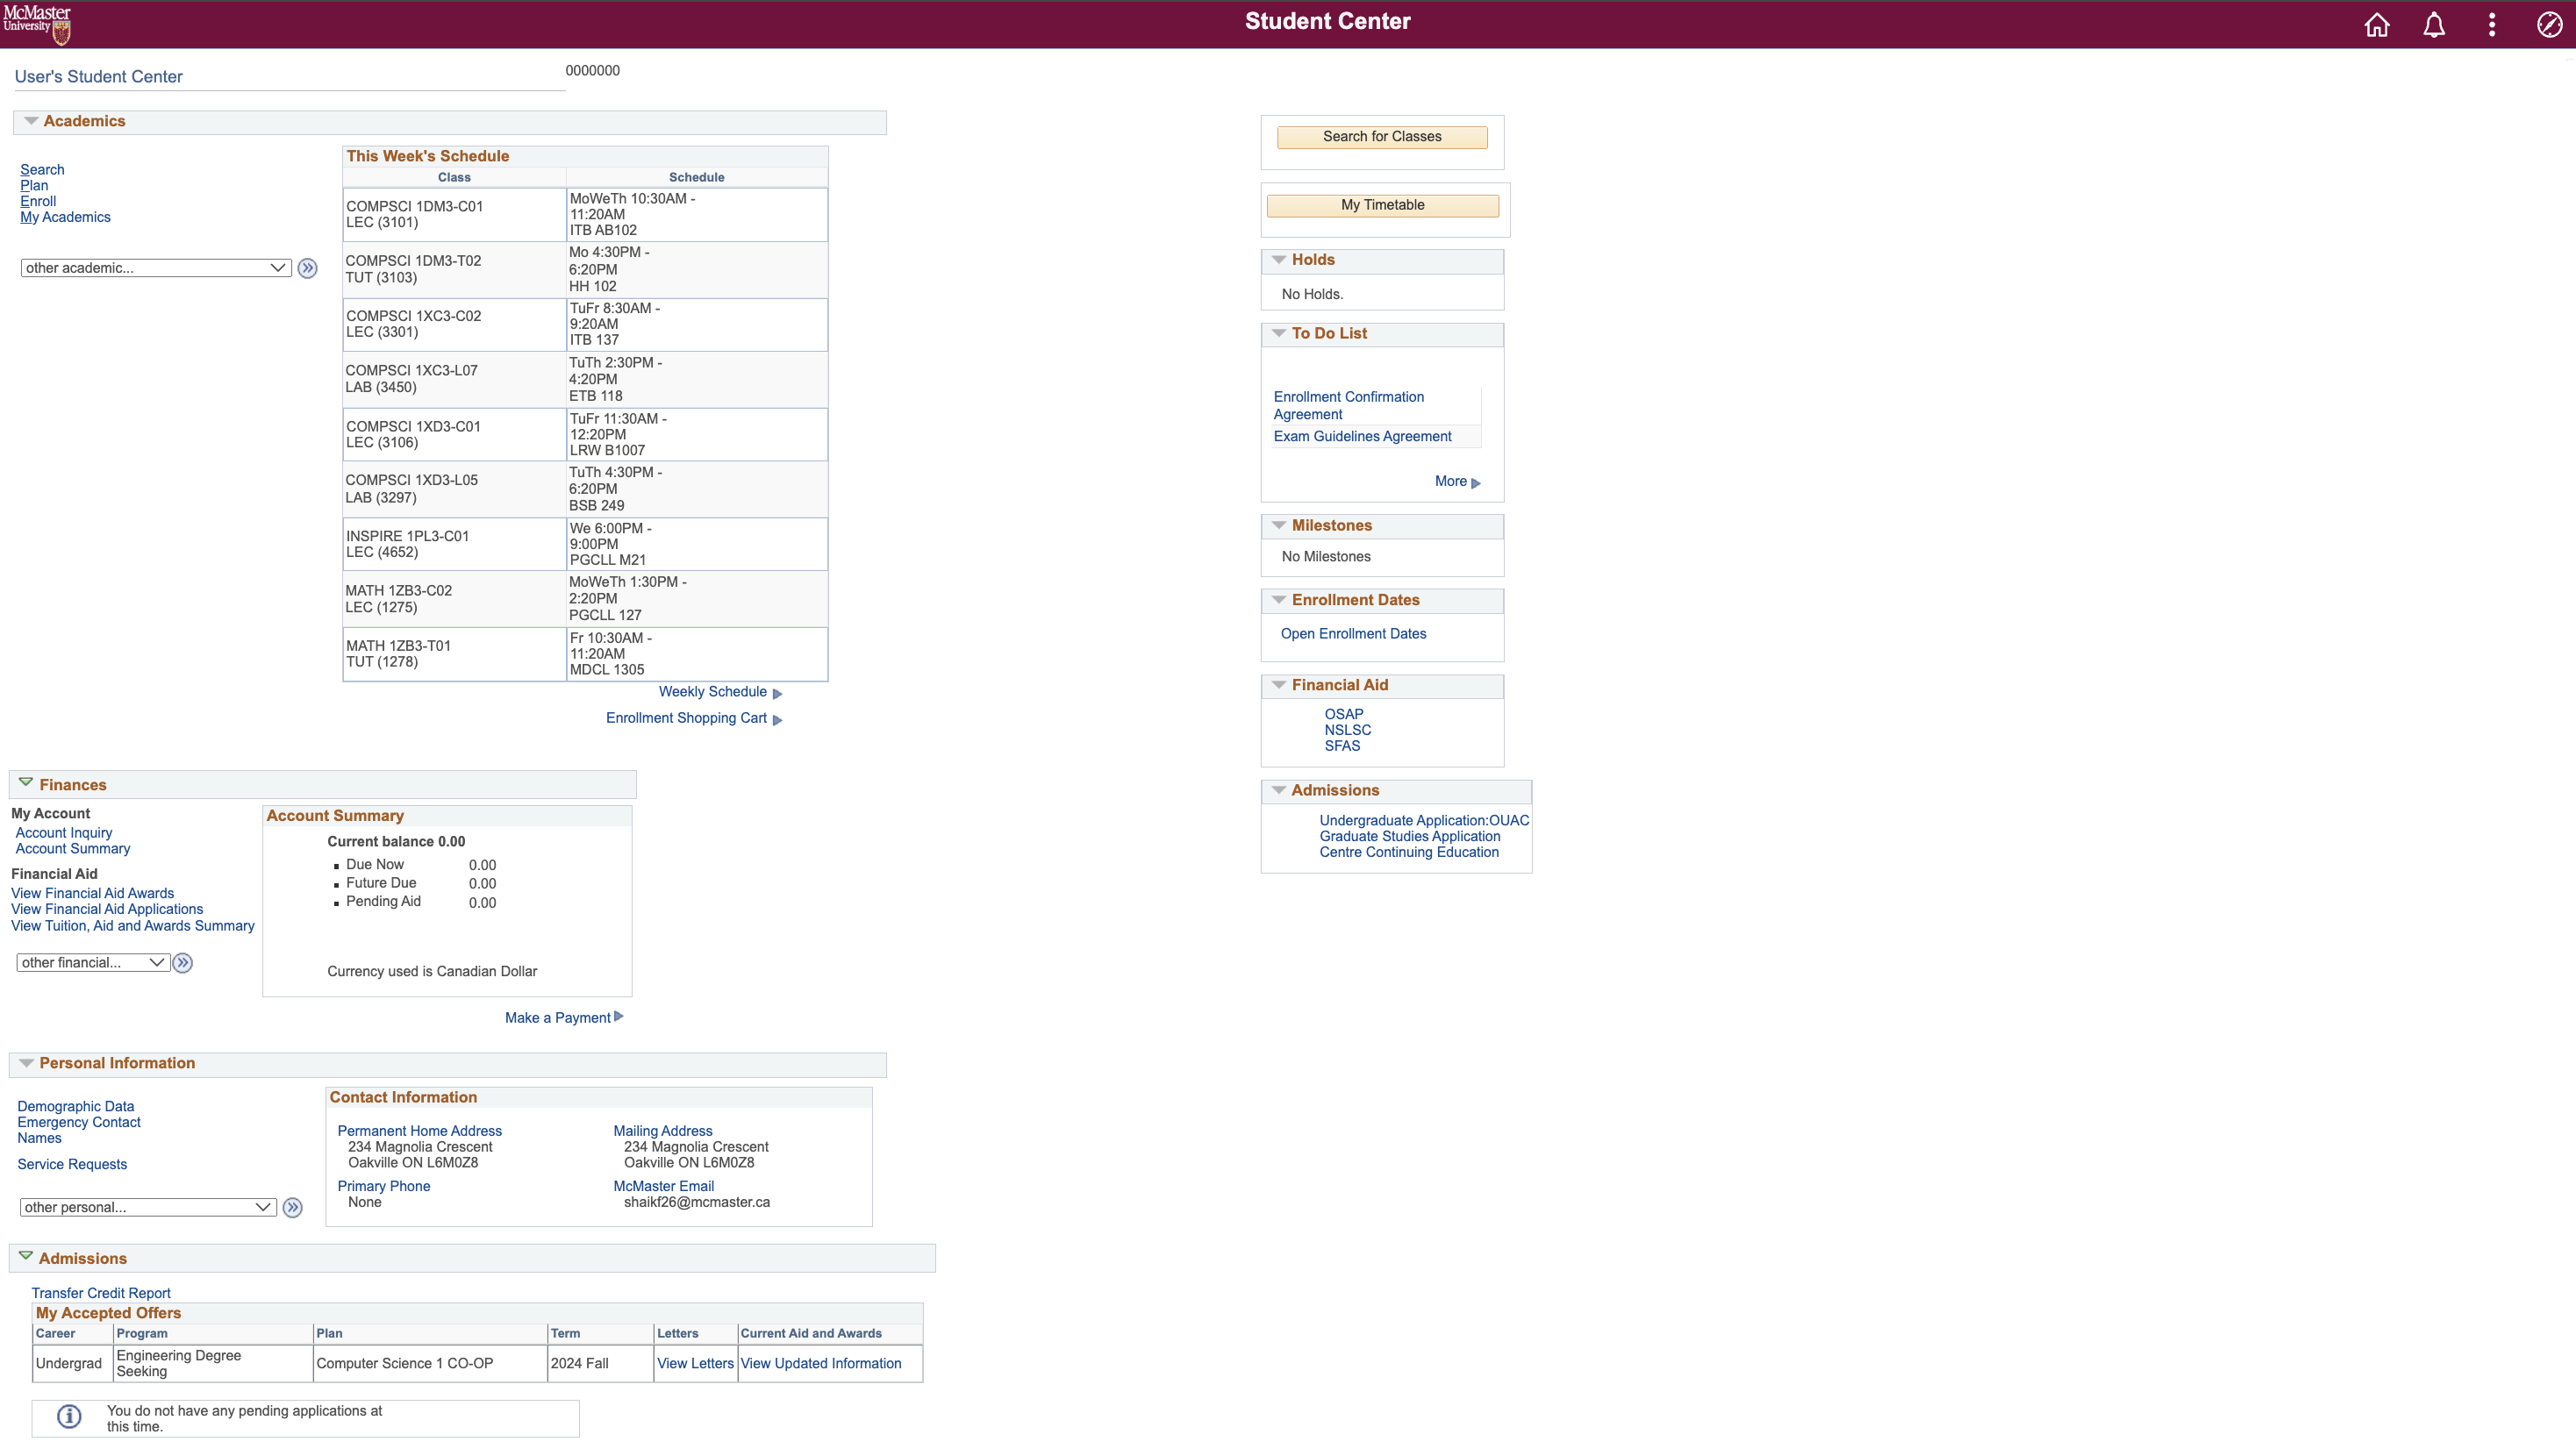 McMaster
University
Student Center
User's Student Center
0000000
Academics
Search
Plan
Enroll
My Academics
other academic...
This Week's Schedule
Class Schedule
COMPSCI 1DM3-C01
LEC (3101)
MoWeTh 10:30AM -
11:20AM
ITB AB102
COMPSCI 1DM3-T02
TUT (3103)
Mo 4:30PM -
6:20PM
HH 102
COMPSCI 1XC3-C02
LEC (3301)
TuFr 8:30AM -
9:20AM
ITB 137
COMPSCI 1XC3-L07
LAB (3450)
TuTh 2:30PM -
4:20PM
ETB 118
COMPSCI 1XD3-C01
LEC (3106)
TuFr 11:30AM -
12:20PM
LRW B1007
COMPSCI 1XD3-L05
LAB (3297)
TuTh 4:30PM -
6:20PM
BSB 249
INSPIRE 1PL3-C01
LEC (4652)
We 6:00PM -
9:00PM
PGCLL M21
MATH 1ZB3-C02
LEC (1275)
MoWeTh 1:30PM -
2:20PM
PGCLL 127
MATH 1ZB3-T01
TUT (1278)
Fr 10:30AM -
11:20AM
MDCL 1305
Weekly Schedule
Enrollment Shopping Cart
Finances
My Account
Account Inquiry
Account Summary
Financial Aid
View Financial Aid Awards
View Financial Aid Applications
View Tuition, Aid and Awards Summary
other financial...
Account Summary
Current balance 0.00
Due Now 0.00
Future Due 0.00
Pending Aid 0.00
Currency used is Canadian Dollar
Make a Payment
Personal Information
Demographic Data
Emergency Contact
Names
Service Requests
other personal...
Contact Information
Permanent Home Address
234 Magnolia Crescent
Oakville ON L6M0Z8
Mailing Address
234 Magnolia Crescent
Oakville ON L6M0Z8
Primary Phone
None
McMaster Email
shaikf26@mcmaster.ca
Admissions
Transfer Credit Report
My Accepted Offers
Career Program Plan Term Letters Current Aid and Awards
Undergrad Engineering Degree
Seeking
Computer Science 1 CO-OP 2024 Fall View Letters View Updated Information
You do not have any pending applications at
this time.
Search for Classes
My Timetable
Holds
No Holds.
To Do List
Enrollment Confirmation
Agreement
Exam Guidelines Agreement
More
Milestones
No Milestones
Enrollment Dates
Open Enrollment Dates
Financial Aid
OSAP
NSLSC
SFAS
Admissions
Undergraduate Application:OUAC
Graduate Studies Application
Centre Continuing Education